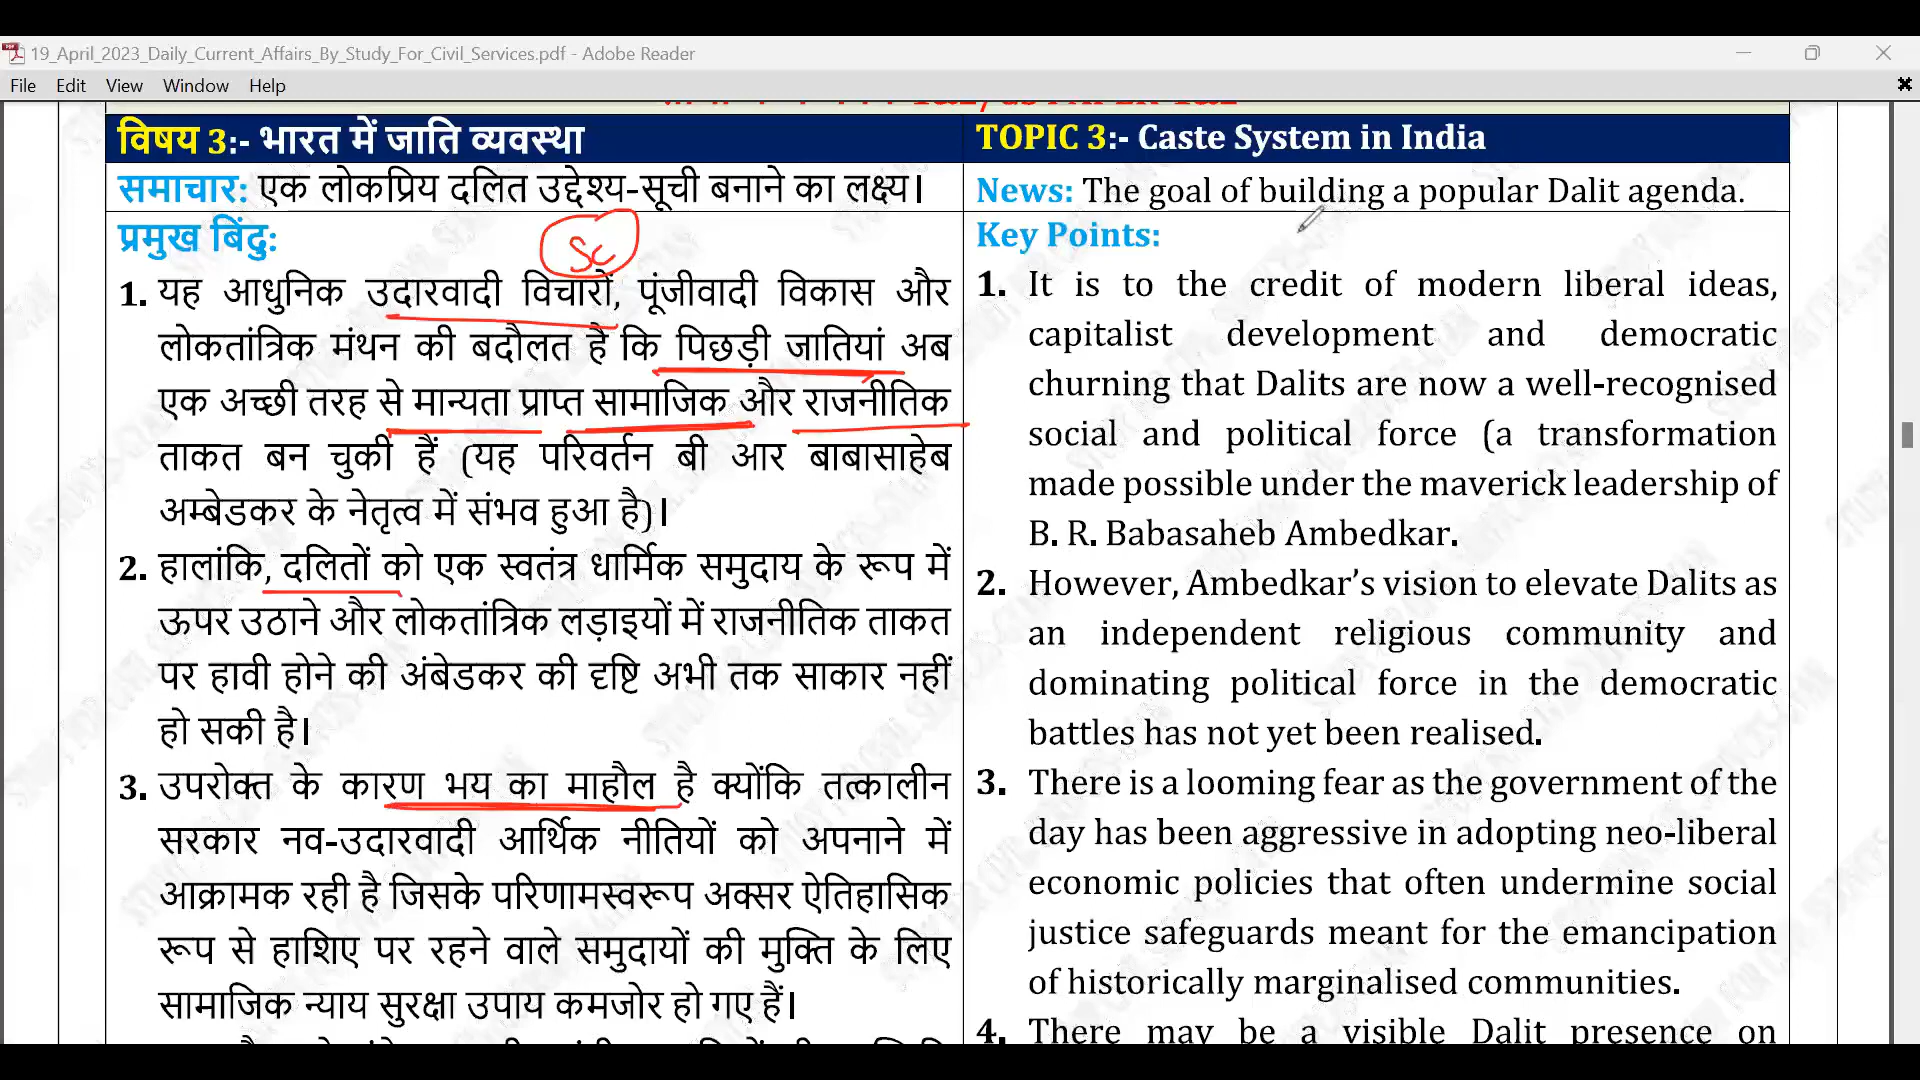 19_April_2023_Daily_Current_Affairs_By_Study_For_Civil_Services.pdf - Adobe Reader
File Edit View Window Help
विषय 3:- भारत में जाति व्यवस्था
समाचार: एक लोकप्रिय दलित उद्देश्य-सूची बनाने का लक्ष्य।
प्रमुख बिंदु:
Sc
1. यह आधुनिक उदारवादी विचारों, पूंजीवादी विकास और
लोकतांत्रिक मंथन की बदौलत है कि पिछड़ी जातियां अब
एक अच्छी तरह से मान्यता प्राप्त सामाजिक और राजनीतिक
ताकत बन चुकी हैं (यह परिवर्तन बी आर बाबासाहेब
अम्बेडकर के नेतृत्व में संभव हुआ है)।
2. हालांकि, दलितों को एक स्वतंत्र धार्मिक समुदाय के रूप में
ऊपर उठाने और लोकतांत्रिक लड़ाइयों में राजनीतिक ताकत
पर हावी होने की अंबेडकर की दृष्टि अभी तक साकार नहीं
हो सकी है।
3. उपरोक्त के कारण भय का माहौल है क्योंकि तत्कालीन
सरकार नव-उदारवादी आर्थिक नीतियों को अपनाने में
आक्रामक रही है जिसके परिणामस्वरूप अक्सर ऐतिहासिक
रूप से हाशिए पर रहने वाले समुदायों की मुक्ति के लिए
सामाजिक न्याय सुरक्षा उपाय कमजोर हो गए हैं।
TOPIC 3:- Caste System in India
News: The goal of building a popular Dalit agenda.
Key Points:
1. It is to the credit of modern liberal ideas,
capitalist development and democratic
churning that Dalits are now a well-recognised
social and political force (a transformation
made possible under the maverick leadership of
B. R. Babasaheb Ambedkar.
2. However, Ambedkar’s vision to elevate Dalits as
an independent religious community and
dominating political force in the democratic
battles has not yet been realised.
3. There is a looming fear as the government of the
day has been aggressive in adopting neo-liberal
economic policies that often undermine social
justice safeguards meant for the emancipation
of historically marginalised communities.
4. There may be a visible Dalit presence on